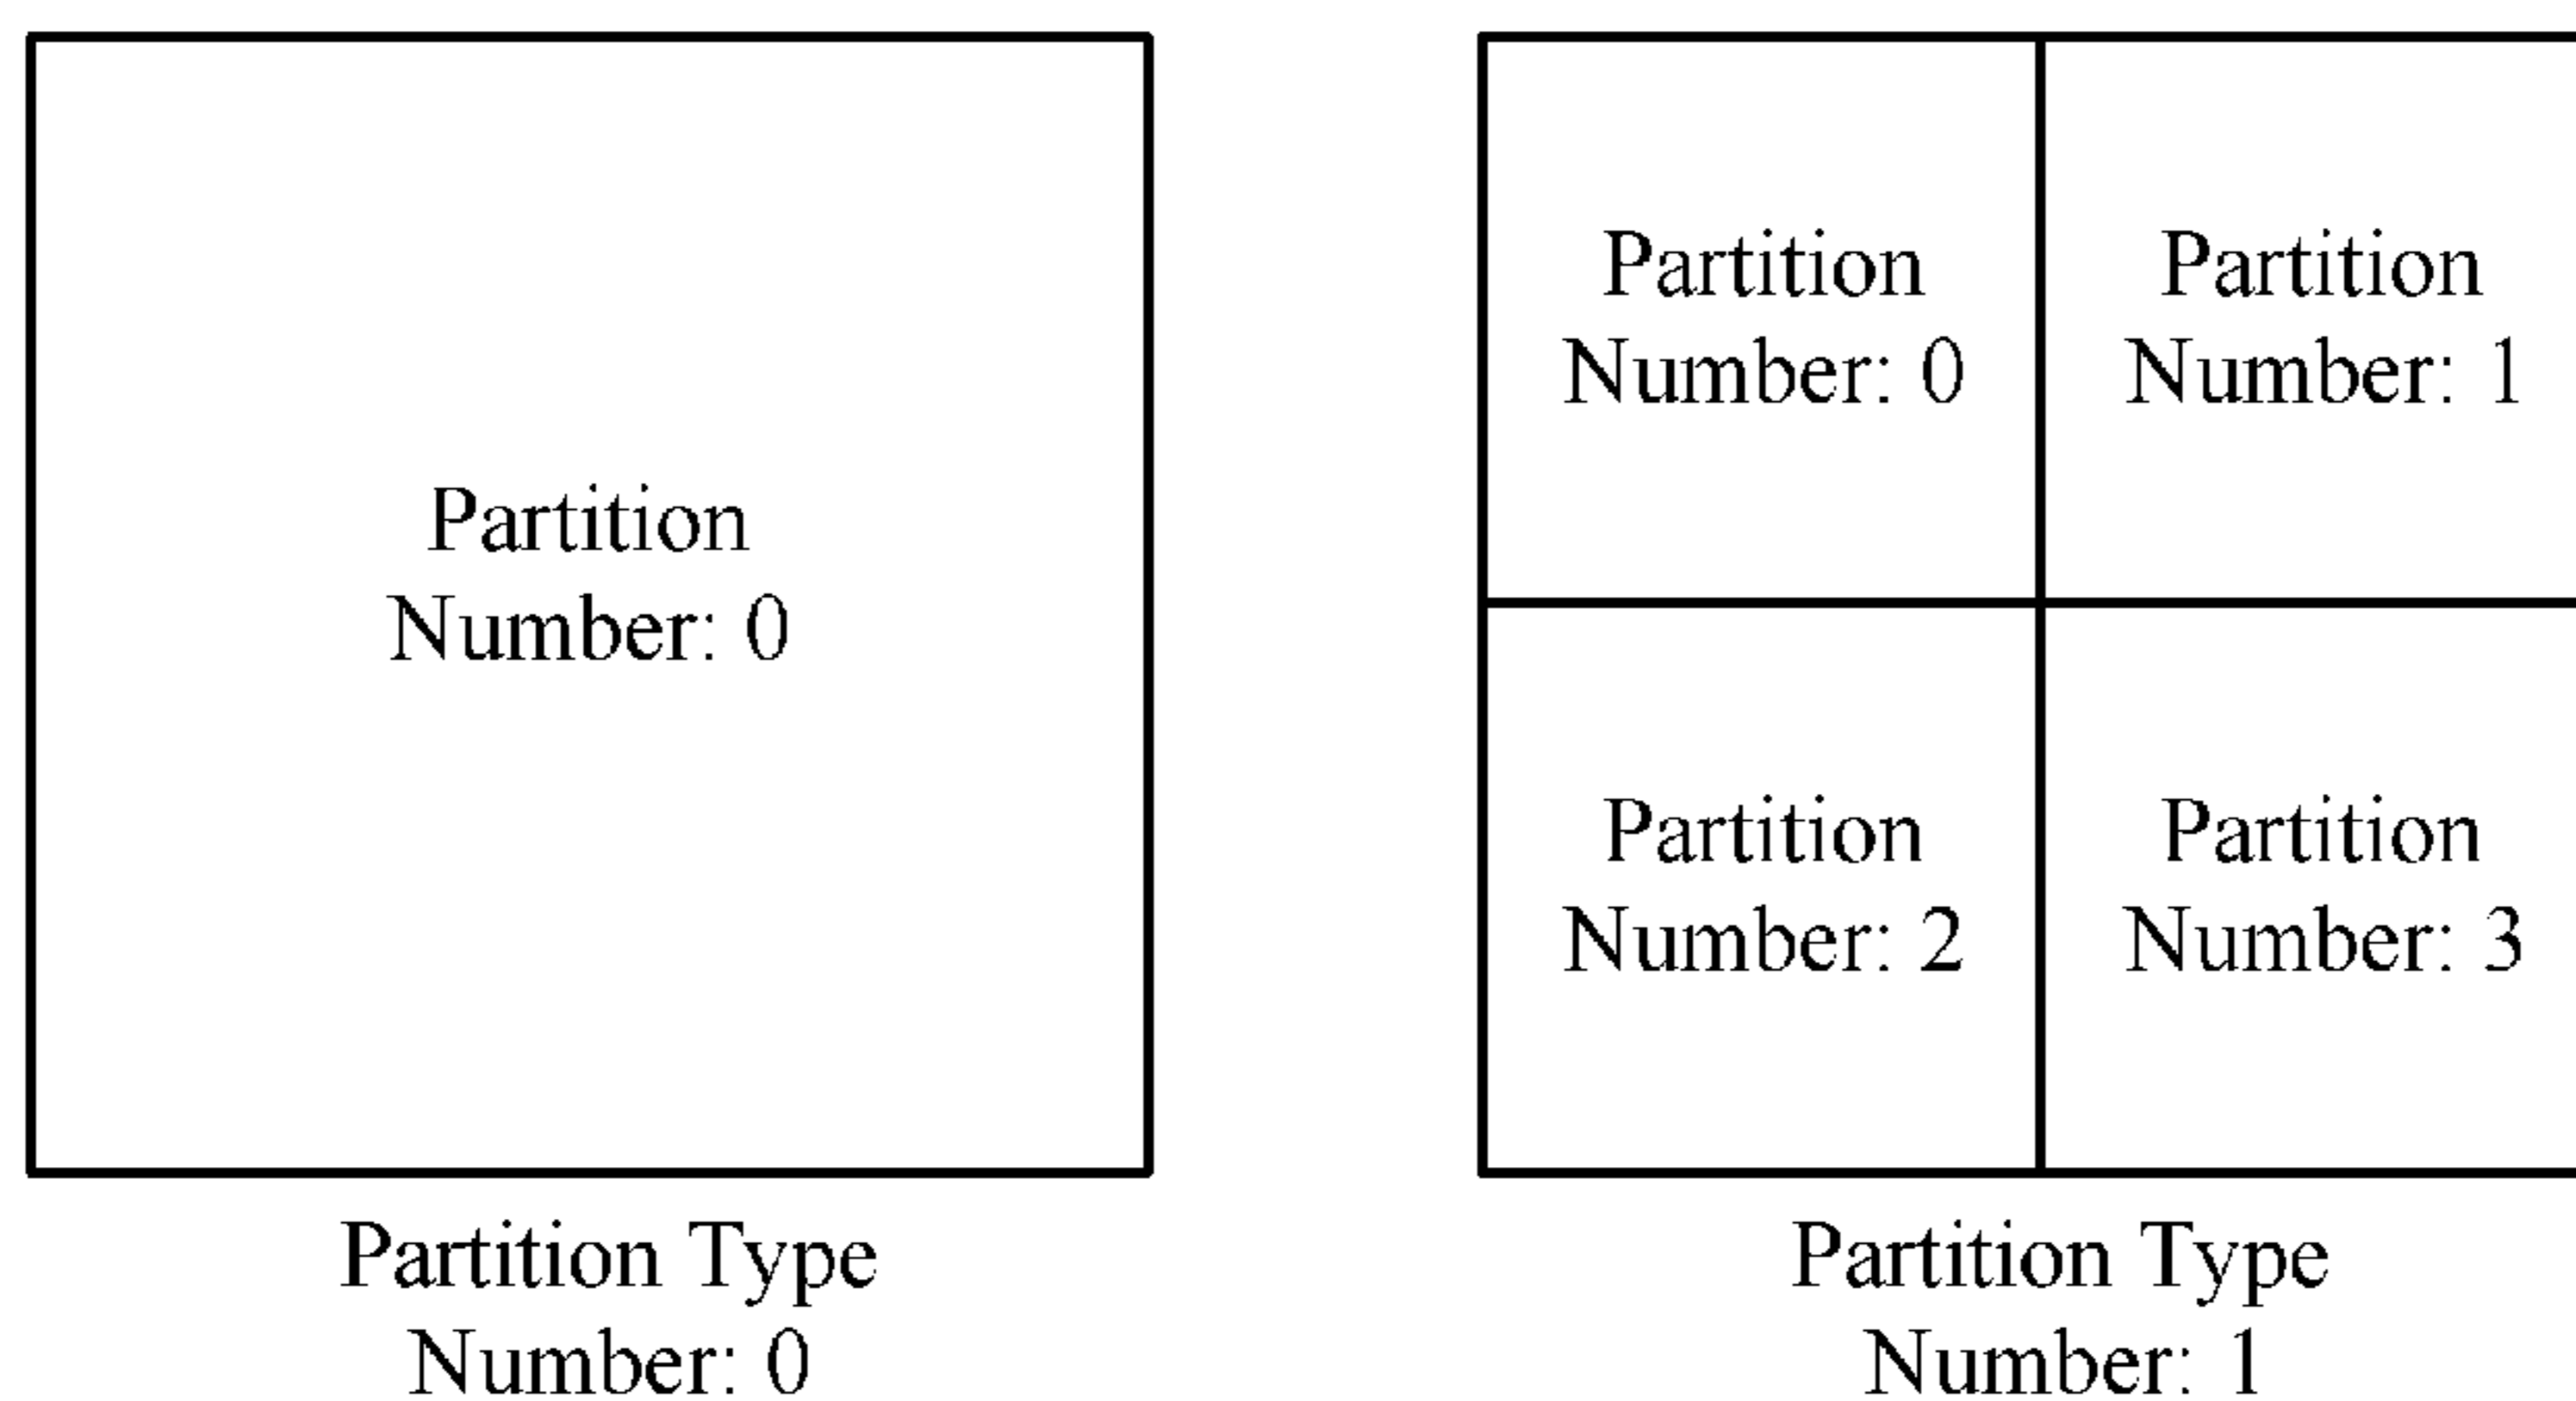 Partition
Number: 0
Partition Type
Number: 0
Partition
Number: 0
Partition
Number: 1
Partition
Number: 2
Partition
Number: 3
Partition Type
Number: 1